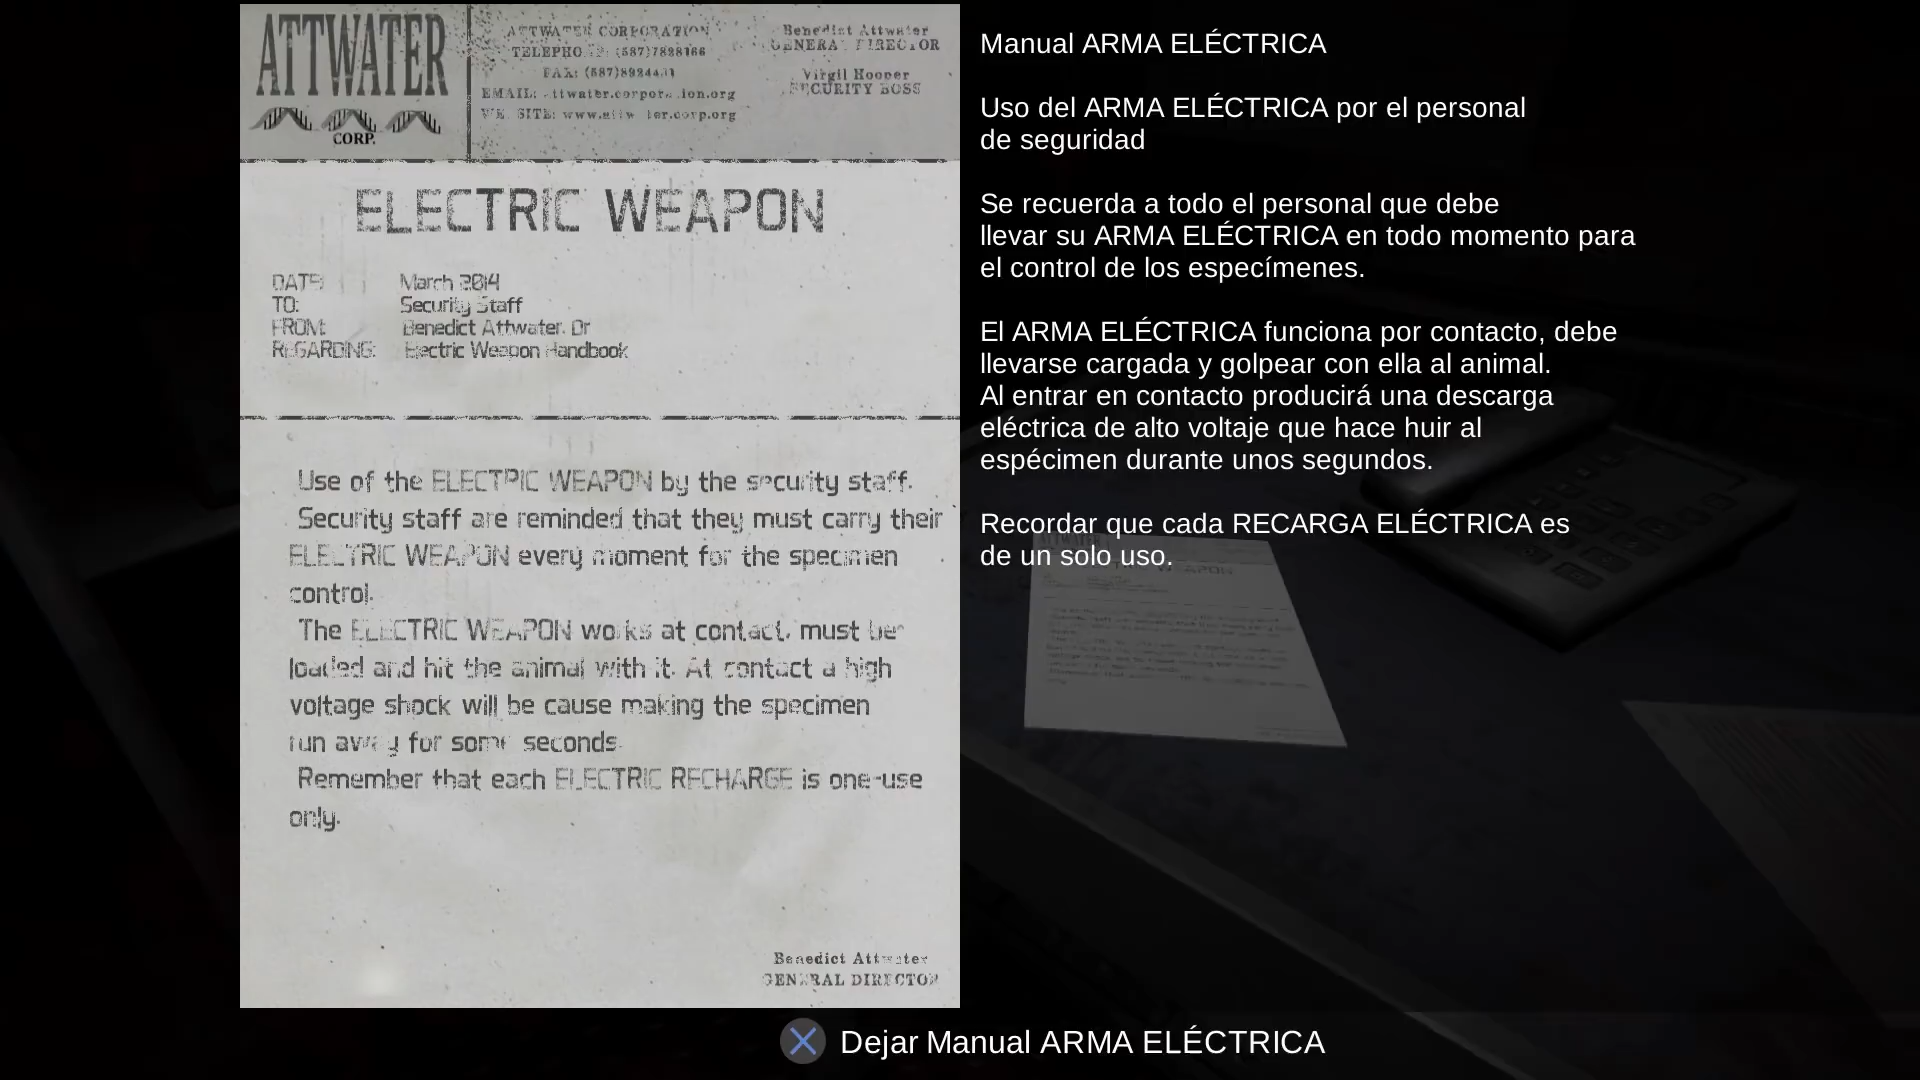 ATTWATER
CORP.
ATTWATER CORPORATION
TELEPHONE: (587)7828166
FAX:
EMAIL:
WEB SITE:
Benedict Attwater
GENERAL DIRECTOR
Virgil Hooper
SECURITY BOSS
ELECTRIC WEAPON
DATE: March 2014
TO: Security Staff
FROM: Benedict Attwater. Dr
REGARDING: Electric Weapon Handbook
Use of the ELECTRIC WEAPON by the security staff.
Security staff are reminded that they must carry their
ELECTRIC WEAPON every moment for the specimen
control.
The ELECTRIC WEAPON works at contact, must be
loaded and hit the animal with it. At contact a high
voltage shock will be cause making the specimen
run away for some seconds.
Remember that each ELECTRIC RECHARGE is one-use
only.
Benedict Attwater
GENERAL DIRECTOR
Manual ARMA ELÉCTRICA
Uso del ARMA ELÉCTRICA por el personal
de seguridad
Se recuerda a todo el personal que debe
llevar su ARMA ELÉCTRICA en todo momento para
el control de los especímenes.
El ARMA ELÉCTRICA funciona por contacto, debe
llevarse cargada y golpear con ella al animal.
Al entrar en contacto producirá una descarga
eléctrica de alto voltaje que hace huir al
espécimen durante unos segundos.
Recordar que cada RECARGA ELÉCTRICA es
de un solo uso.
Dejar Manual ARMA ELÉCTRICA